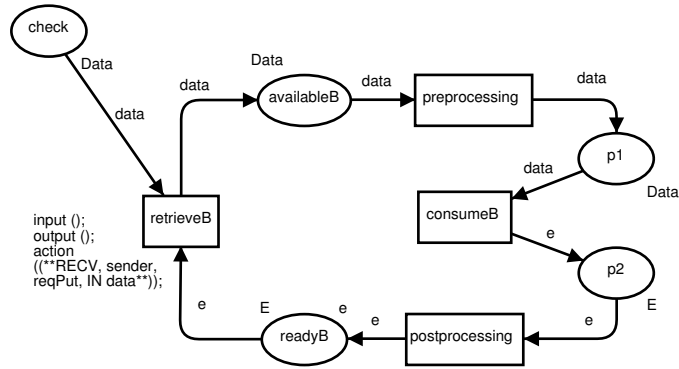 check
Data
data
data
Data
availableB
data
preprocessing
data
p1
data
Data
retrieveB
consumeB
e
input ();
output ();
action
((**RECV, sender,
reqPut, IN data**));
p2
E
e
E
readyB
e
e
postprocessing
e